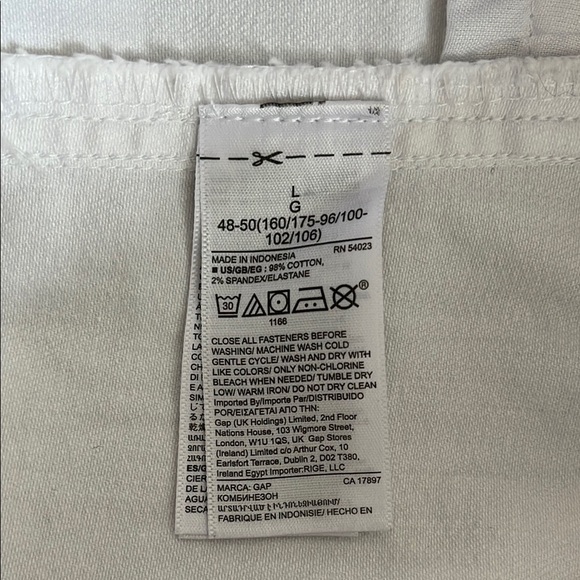 L
G
48-50(160/175-96/100-
102/106)
MADE IN INDONESIA RN 54023
■ US/GB/EG : 98% COTTON,
2% SPANDEX/ELASTANE
30
1166
CLOSE ALL FASTENERS BEFORE
WASHING/ MACHINE WASH COLD
GENTLE CYCLE/ WASH AND DRY WITH
LIKE COLORS/ ONLY NON-CHLORINE
BLEACH WHEN NEEDED/ TUMBLE DRY
LOW/ WARM IRON/ DO NOT DRY CLEAN
Imported By/Importe Par/DISTRIBUIDO
POR/ΕΙΣΑΓΕΤΑΙ ΑΠΟ ΤΗΝ:
Gap (UK Holdings) Limited, 2nd Floor
Nations House, 103 Wigmore Street,
London, W1U 1QS, UK Gap Stores
(Ireland) Limited c/o Arthur Cox, 10
Earlsfort Terrace, Dublin 2, D02 T380,
Ireland Egypt Importer:RIGE, LLC
MARCA: GAP CA 17897
КОМБИНЕЗОН
ԱՐՏԱԴՐՎԱԾ Է ԻՆԴՈՆԵԶԻԱՅՈՒՄ/
FABRIQUE EN INDONISIE/ HECHO EN